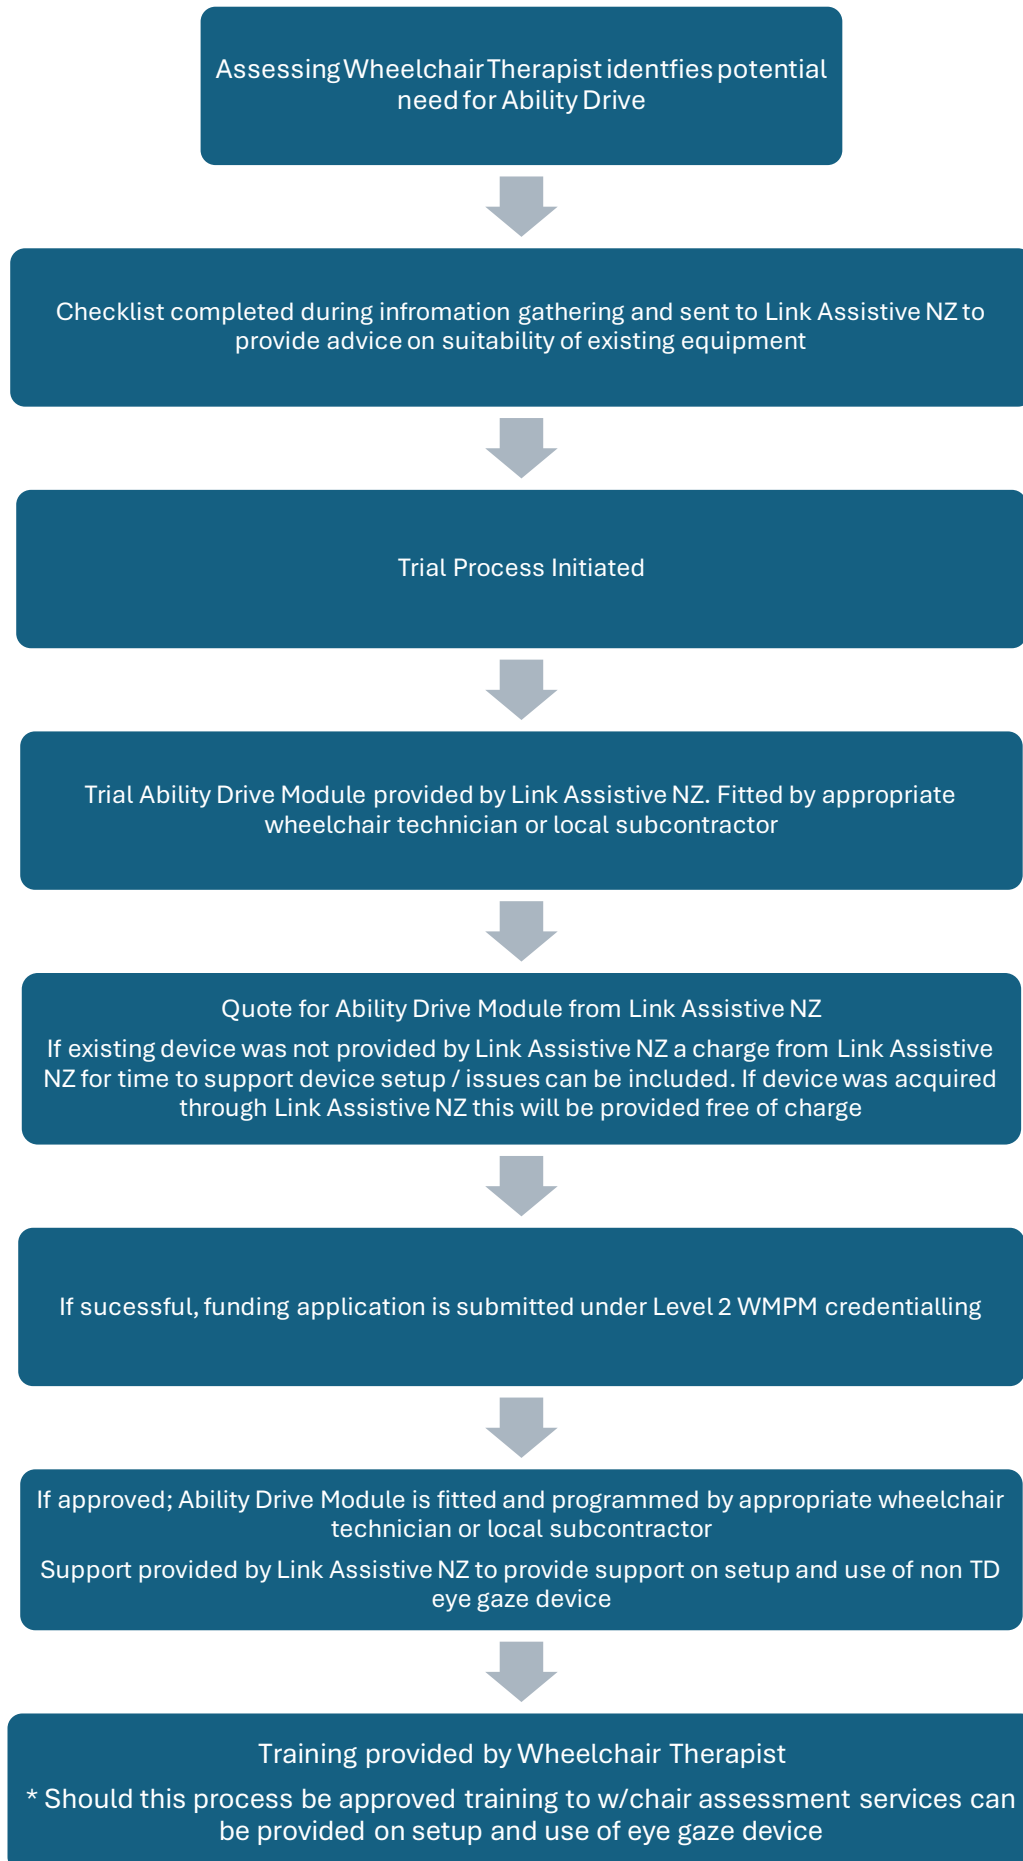 Assessing Wheelchair Therapist identfies potential
need for Ability Drive
Checklist completed during infromation gathering and sent to Link Assistive NZ to
provide advice on suitability of existing equipment
Trial Process Initiated
Trial Ability Drive Module provided by Link Assistive NZ. Fitted by appropriate
wheelchair technician or local subcontractor
Quote for Ability Drive Module from Link Assistive NZ
If existing device was not provided by Link Assistive NZ a charge from Link Assistive
NZ for time to support device setup / issues can be included. If device was acquired
through Link Assistive NZ this will be provided free of charge
If sucessful, funding application is submitted under Level 2 WMPM credentialling
If approved; Ability Drive Module is fitted and programmed by appropriate wheelchair
technician or local subcontractor
Support provided by Link Assistive NZ to provide support on setup and use of non TD
eye gaze device
Training provided by Wheelchair Therapist
* Should this process be approved training to w/chair assessment services can
be provided on setup and use of eye gaze device